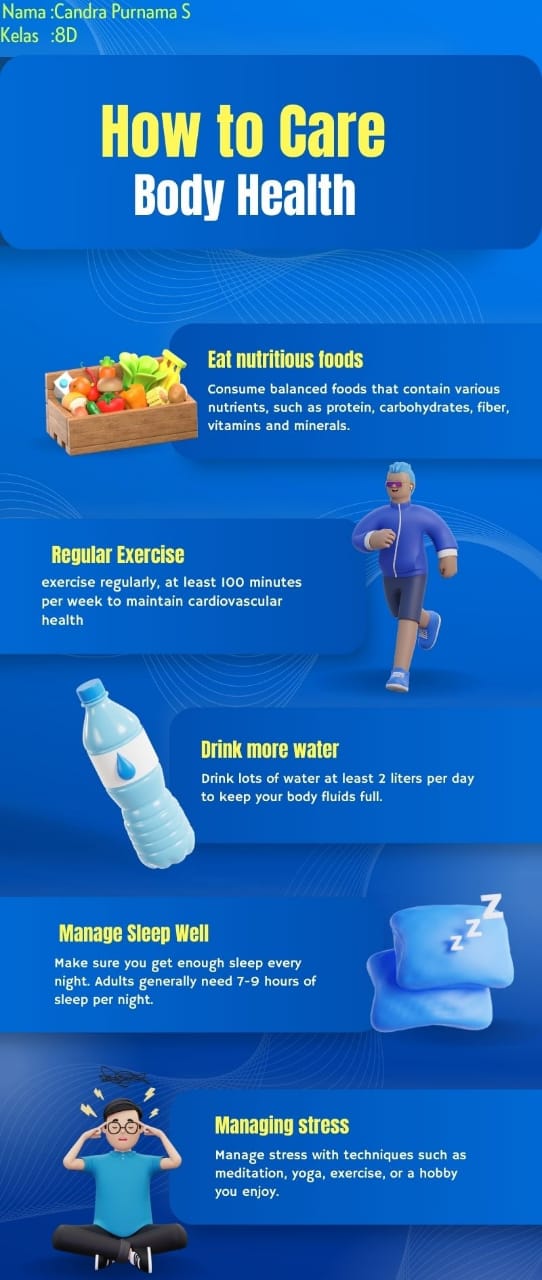 Nama :Candra Purnama S
Kelas :8D
How to Care
Body Health
Eat nutritious foods
Consume balanced foods that contain various
nutrients, such as protein, carbohydrates, fiber,
vitamins and minerals.
Regular Exercise
exercise regularly, at least 100 minutes
per week to maintain cardiovascular
health
Drink more water
Drink lots of water at least 2 liters per day
to keep your body fluids full.
Manage Sleep Well
Make sure you get enough sleep every
night. Adults generally need 7-9 hours of
sleep per night.
z z z
Managing stress
Manage stress with techniques such as
meditation, yoga, exercise, or a hobby
you enjoy.